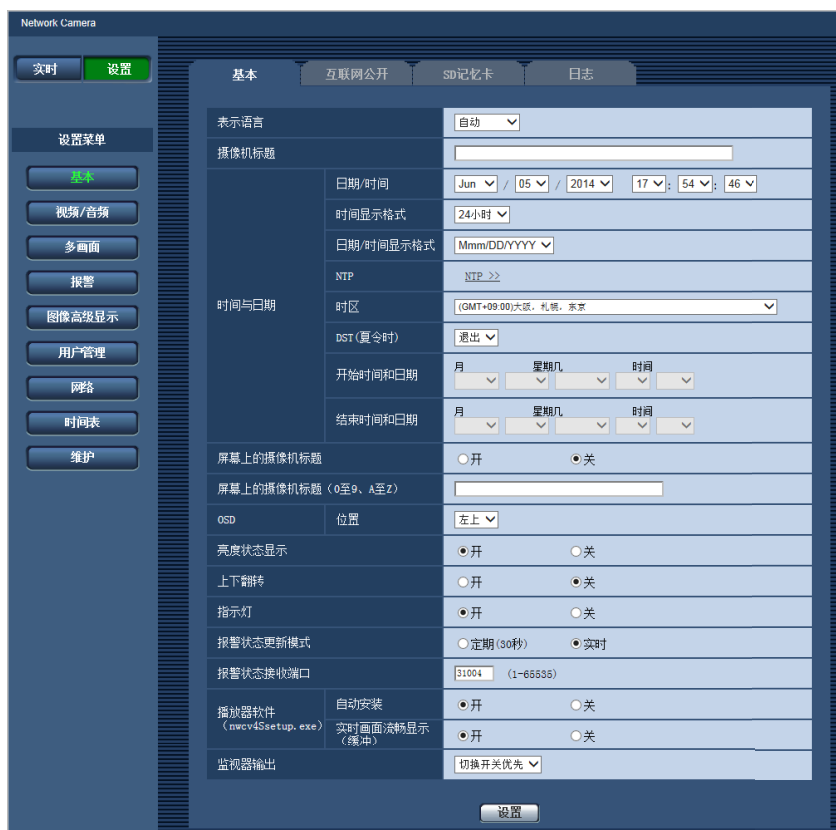 Network Camera
实时 设置
基本 互联网公开 SD记忆卡 日志
设置菜单
基本
视频/音频
多画面
报警
图像高级显示
用户管理
网络
时间表
维护
表示语言 自动
摄像机标题
时间与日期
日期/时间 Jun / 05 / 2014 17 : 54 : 46
时间显示格式 24小时
日期/时间显示格式 Mmm/DD/YYYY
NTP NTP >>
时区 (GMT+09:00)大阪，札幌，东京
DST(夏令时) 退出
开始时间和日期 月 星期几 时间
结束时间和日期 月 星期几 时间
屏幕上的摄像机标题 开 关
屏幕上的摄像机标题（0至9、A至Z）
OSD 位置 左上
亮度状态显示 开 关
上下翻转 开 关
指示灯 开 关
报警状态更新模式 定期(30秒) 实时
报警状态接收端口 31004 (1-65535)
播放器软件
（nwcv4Ssetup.exe）
自动安装 开 关
实时画面流畅显示
（缓冲） 开 关
监视器输出 切换开关优先
设置